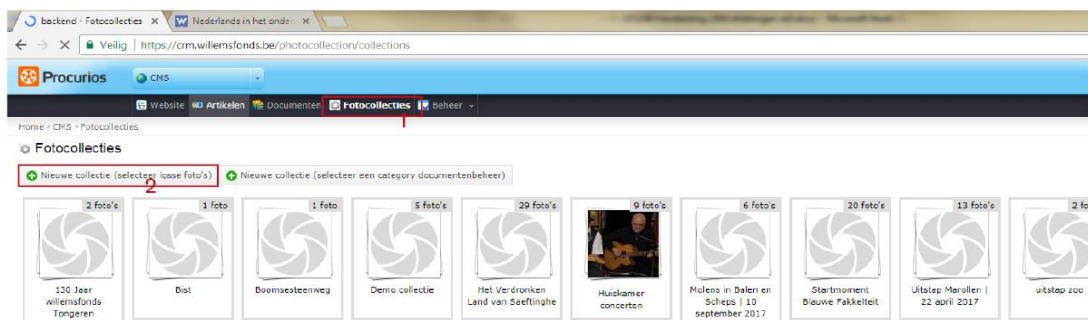 backend - Fotocollecties
Nederlands in het onder
Veilig | https://crm.willemsfonds.be/photocollection/collections
Procurios CMS
Website Artikelen Documenten Fotocollecties Beheer
1
Home › CMS › Fotocollecties
Fotocollecties
Nieuwe collectie (selecteer losse foto's) Nieuwe collectie (selecteer een category documentenbeheer)
2
2 foto's 1 foto 1 foto 5 foto's 29 foto's 9 foto's 6 foto's 20 foto's 13 foto's 2 fo
130 Jaar willemsfonds Tongeren
Bist
Boomsesteenweg
Demo collectie
Het Verdronken Land van Saeftinghe
Huiskamer concerten
Molens in Balen en Scheps | 10 september 2017
Startmoment Blauwe Fakkelteit
Uitstap Marollen | 22 april 2017
uitstap zoo